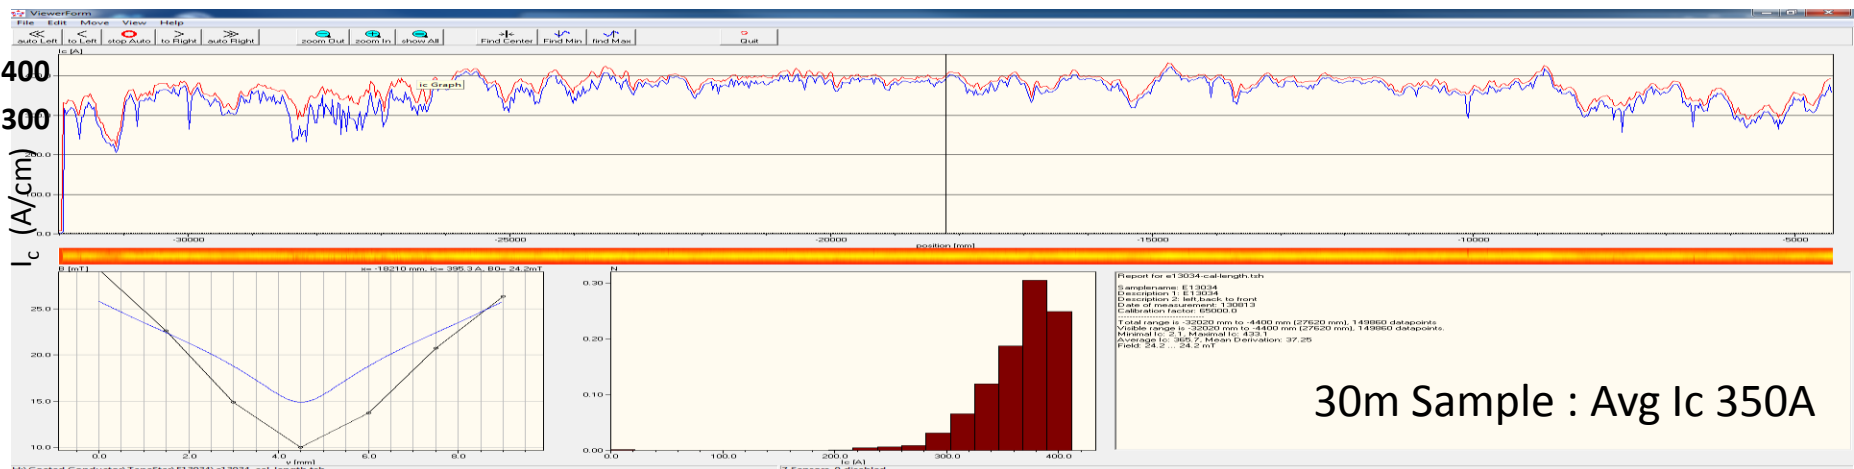 ViewerForm
File Edit Move View Help
auto Left to Left stop Auto to Right auto Right zoom Out zoom In show All Find Center Find Min find Max Quit
Ic [A]
400
300
200.0
100.0
0.0
Ic (A/cm)
ic Graph
-30000 -25000 -20000 -15000 -10000 -5000
position [mm]
B [mT] x= -18210 mm, ic= 395.3 A, B0= 24.2mT
25.0
20.0
15.0
10.0
0.0 2.0 4.0 6.0 8.0
y [mm]
N
0.30
0.20
0.10
0.00
0.0 100.0 200.0 300.0 400.0
Ic [A]
Report for e13034-cal-length.tsh
Samplename: E13034
Description 1: E13034
Description 2: left,back to front
Date of measurement: 130813
Calibration factor: 65000.0
Total range is -32020 mm to -4400 mm (27620 mm), 149860 datapoints
Visible range is -32020 mm to -4400 mm (27620 mm), 149860 datapoints.
Minimal Ic: 2.1, Maximal Ic: 433.1
Average Ic: 365.7, Mean Derivation: 37.25
Field: 24.2 ... 24.2 mT
30m Sample : Avg Ic 350A